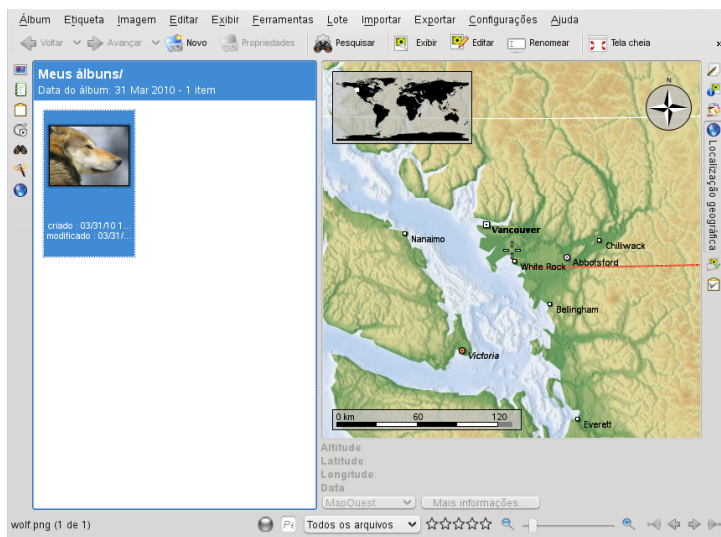 Álbum Etiqueta Imagem Editar Exibir Ferramentas Lote Importar Exportar Configurações Ajuda
Voltar Avançar Novo Propriedades Pesquisar Exibir Editar Renomear Tela cheia »
Meus álbuns/
Data do álbum: 31 Mar 2010 - 1 item
criado : 03/31/10 1...
modificado : 03/31/...
N
Vancouver
Nanaimo
Chilliwack
White Rock
Abbotsford
Bellingham
Victoria
0 km 60 120
Everett
Localização geográfica
Altitude:
Latitude:
Longitude:
Data:
MapQuest Mais informações...
wolf.png (1 de 1) Pe Todos os arquivos